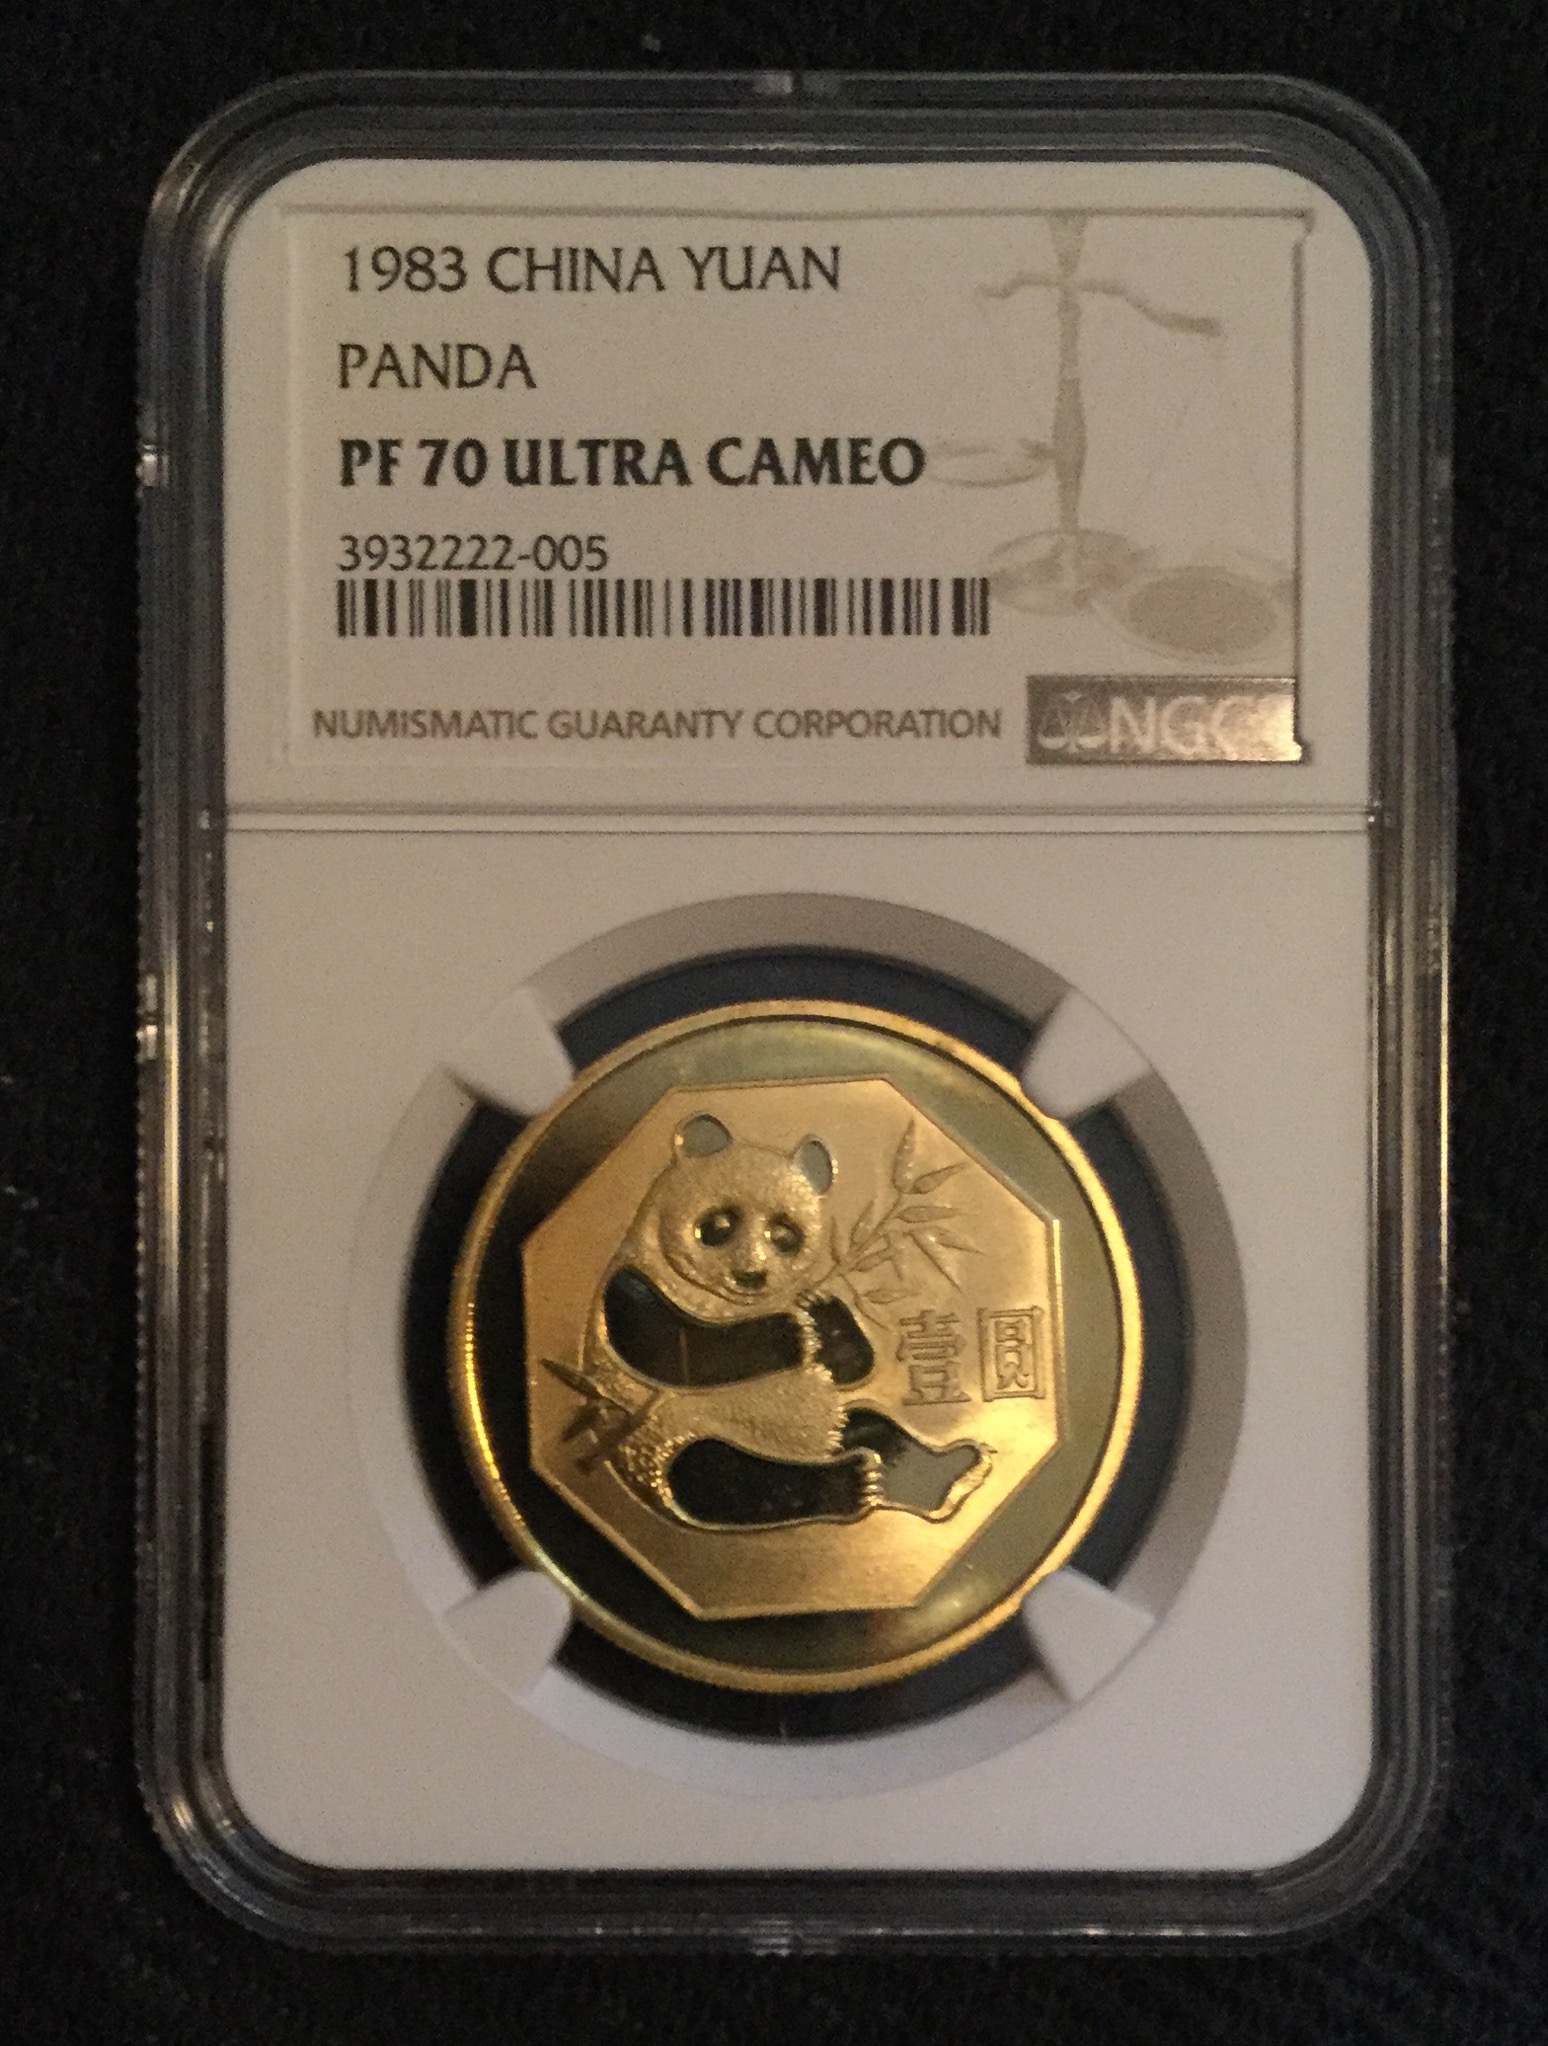 1983 CHINA YUAN
PANDA
PF 70 ULTRA CAMEO
3932222-005
NUMISMATIC GUARANTY CORPORATION
NGC
壹圓